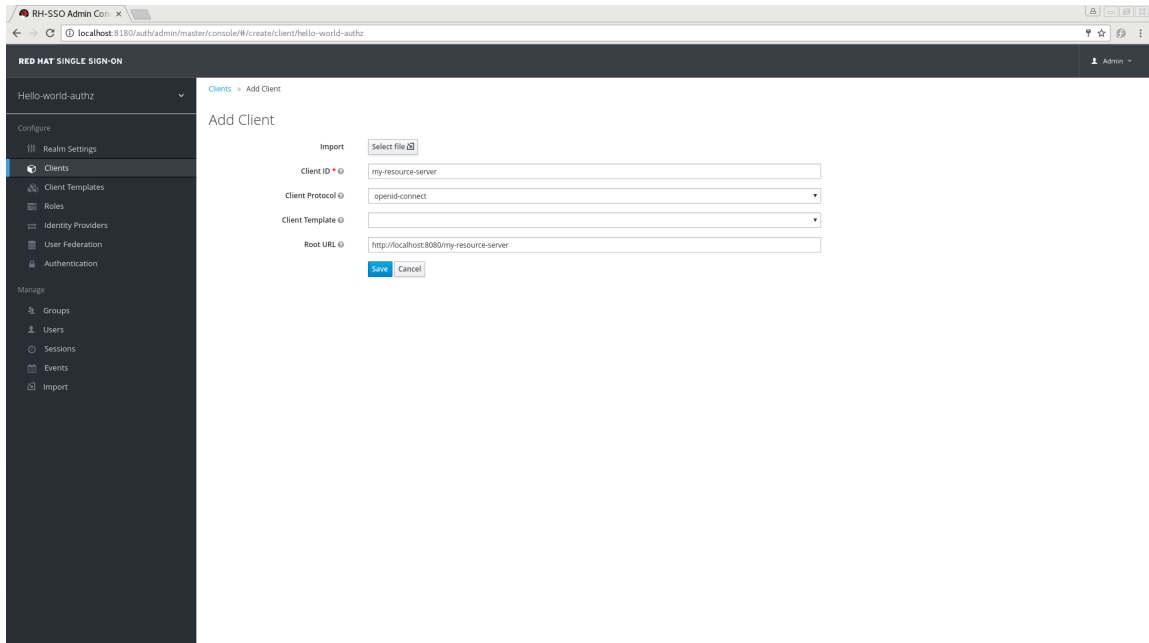 RH-SSO Admin Con
localhost:8180/auth/admin/master/console/#/create/client/hello-world-authz
RED HAT SINGLE SIGN-ON
Admin
Hello-world-authz
Clients » Add Client
Add Client
Configure
Realm Settings
Clients
Client Templates
Roles
Identity Providers
User Federation
Authentication
Manage
Groups
Users
Sessions
Events
Import
Import Select file
Client ID * my-resource-server
Client Protocol openid-connect
Client Template
Root URL http://localhost:8080/my-resource-server
Save Cancel